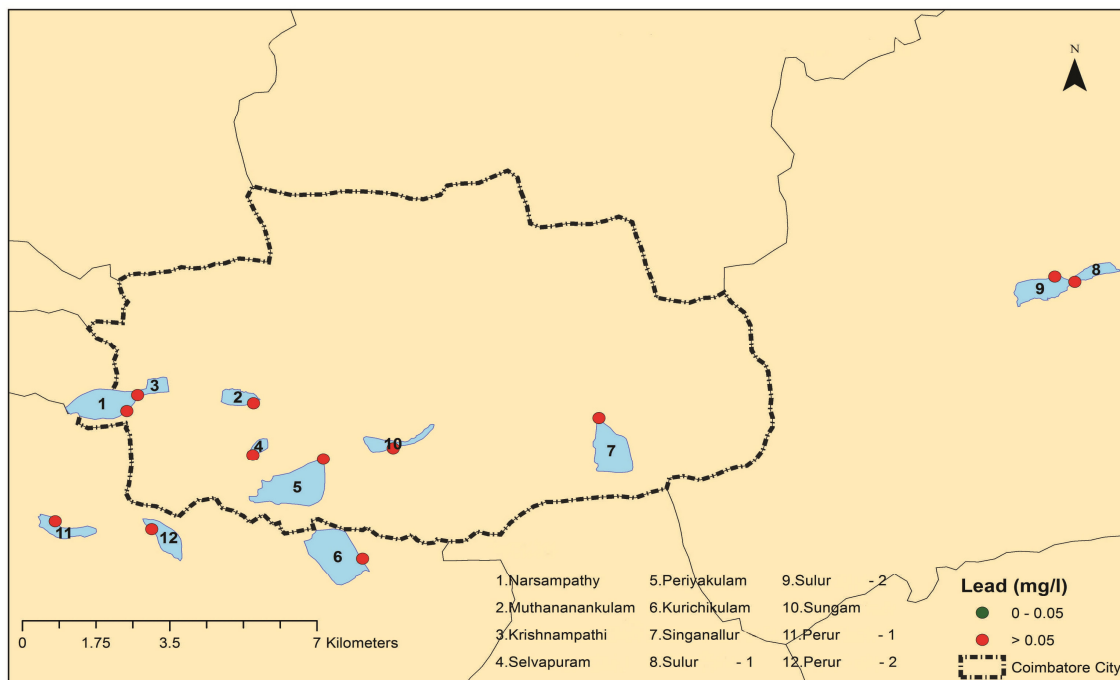 N
8
9
3
1
2
4
10
7
5
11
12
6
1.Narsampathy 5.Periyakulam 9.Sulur - 2
2.Muthananankulam 6.Kurichikulam 10.Sungam
3.Krishnampathi 7.Singanallur 11.Perur - 1
4.Selvapuram 8.Sulur - 1 12.Perur - 2
Lead (mg/l)
0 - 0.05
> 0.05
Coimbatore City
0 1.75 3.5 7 Kilometers